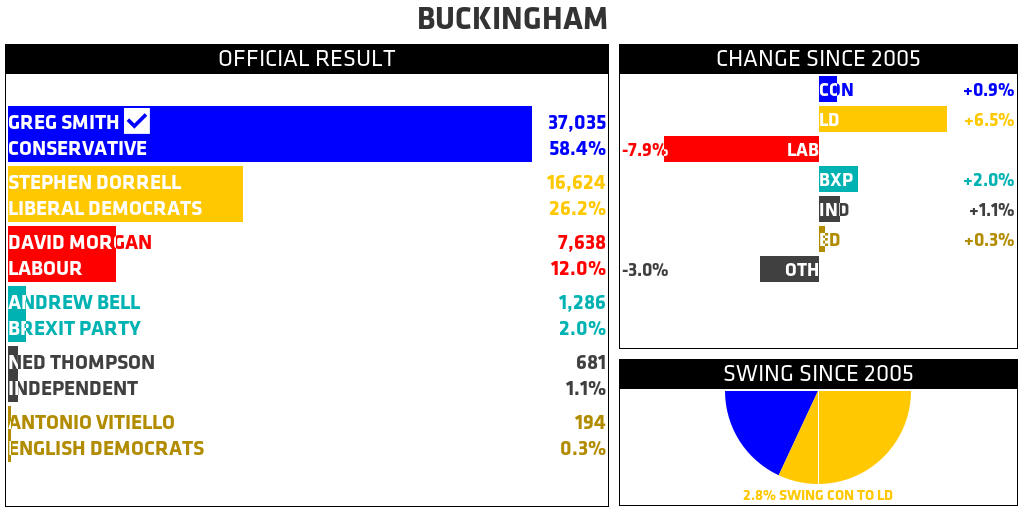 BUCKINGHAM
OFFICIAL RESULT
GREG SMITH 37,035
CONSERVATIVE 58.4%
STEPHEN DORRELL 16,624
LIBERAL DEMOCRATS 26.2%
DAVID MORGAN 7,638
LABOUR 12.0%
ANDREW BELL 1,286
BREXIT PARTY 2.0%
NED THOMPSON 681
INDEPENDENT 1.1%
ANTONIO VITIELLO 194
ENGLISH DEMOCRATS 0.3%
CHANGE SINCE 2005
CON +0.9%
LD +6.5%
-7.9% LAB
BXP +2.0%
IND +1.1%
ED +0.3%
-3.0% OTH
SWING SINCE 2005
2.8% SWING CON TO LD